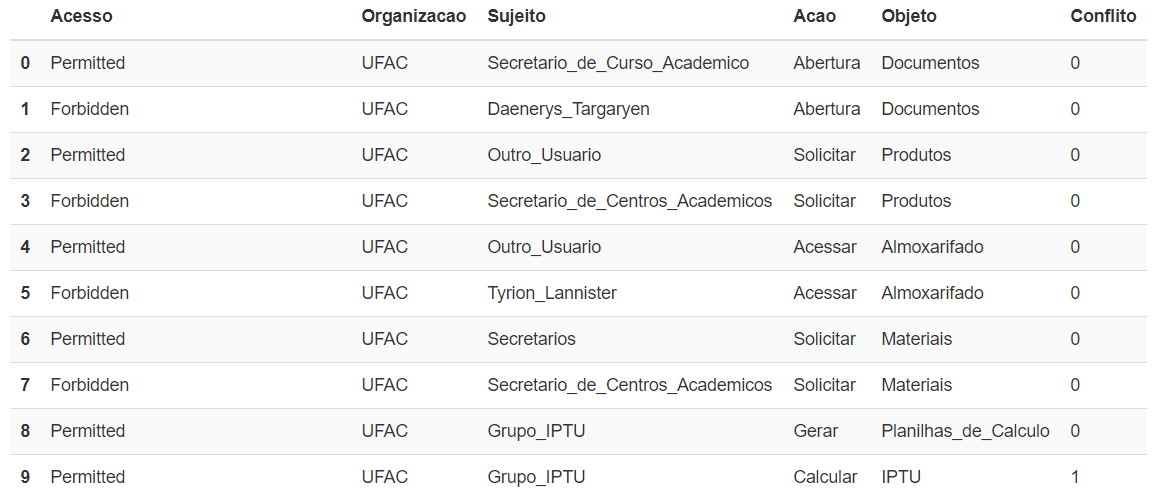 Acesso Organizacao Sujeito Acao Objeto Conflito
0 Permitted UFAC Secretario_de_Curso_Academico Abertura Documentos 0
1 Forbidden UFAC Daenerys_Targaryen Abertura Documentos 0
2 Permitted UFAC Outro_Usuario Solicitar Produtos 0
3 Forbidden UFAC Secretario_de_Centros_Academicos Solicitar Produtos 0
4 Permitted UFAC Outro_Usuario Acessar Almoxarifado 0
5 Forbidden UFAC Tyrion_Lannister Acessar Almoxarifado 0
6 Permitted UFAC Secretarios Solicitar Materiais 0
7 Forbidden UFAC Secretario_de_Centros_Academicos Solicitar Materiais 0
8 Permitted UFAC Grupo_IPTU Gerar Planilhas_de_Calculo 0
9 Permitted UFAC Grupo_IPTU Calcular IPTU 1